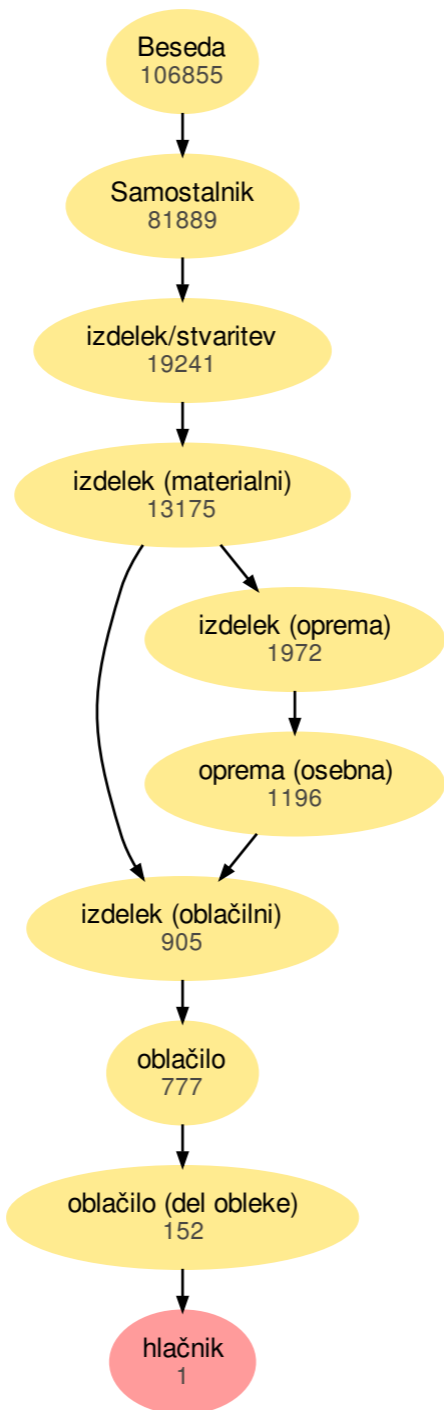 Beseda
106855
Samostalnik
81889
izdelek/stvaritev
19241
izdelek (materialni)
13175
izdelek (oprema)
1972
oprema (osebna)
1196
izdelek (oblačilni)
905
oblačilo
777
oblačilo (del obleke)
152
hlačnik
1